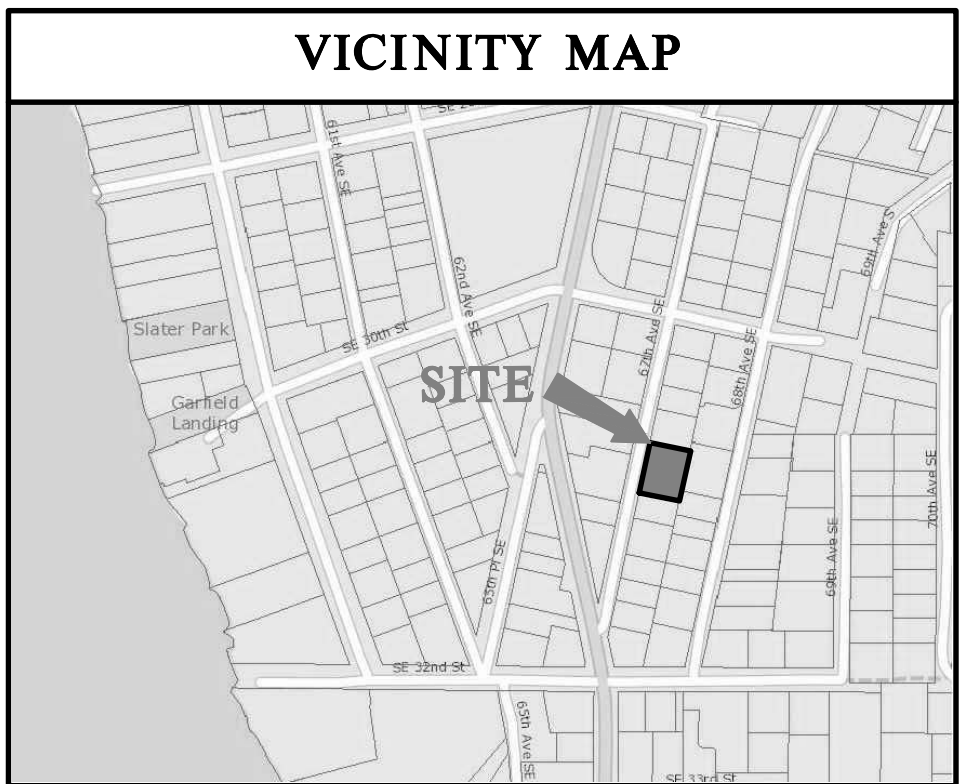 VICINITY MAP
61st Ave SE
62nd Ave SE
69th Ave S
Slater Park
SE 30th St
67th Ave SE
68th Ave SE
SITE
Garfield
Landing
70th Ave SE
69th Ave SE
63th Pl SE
SE 32nd St
65th Ave SE
SE 33rd St